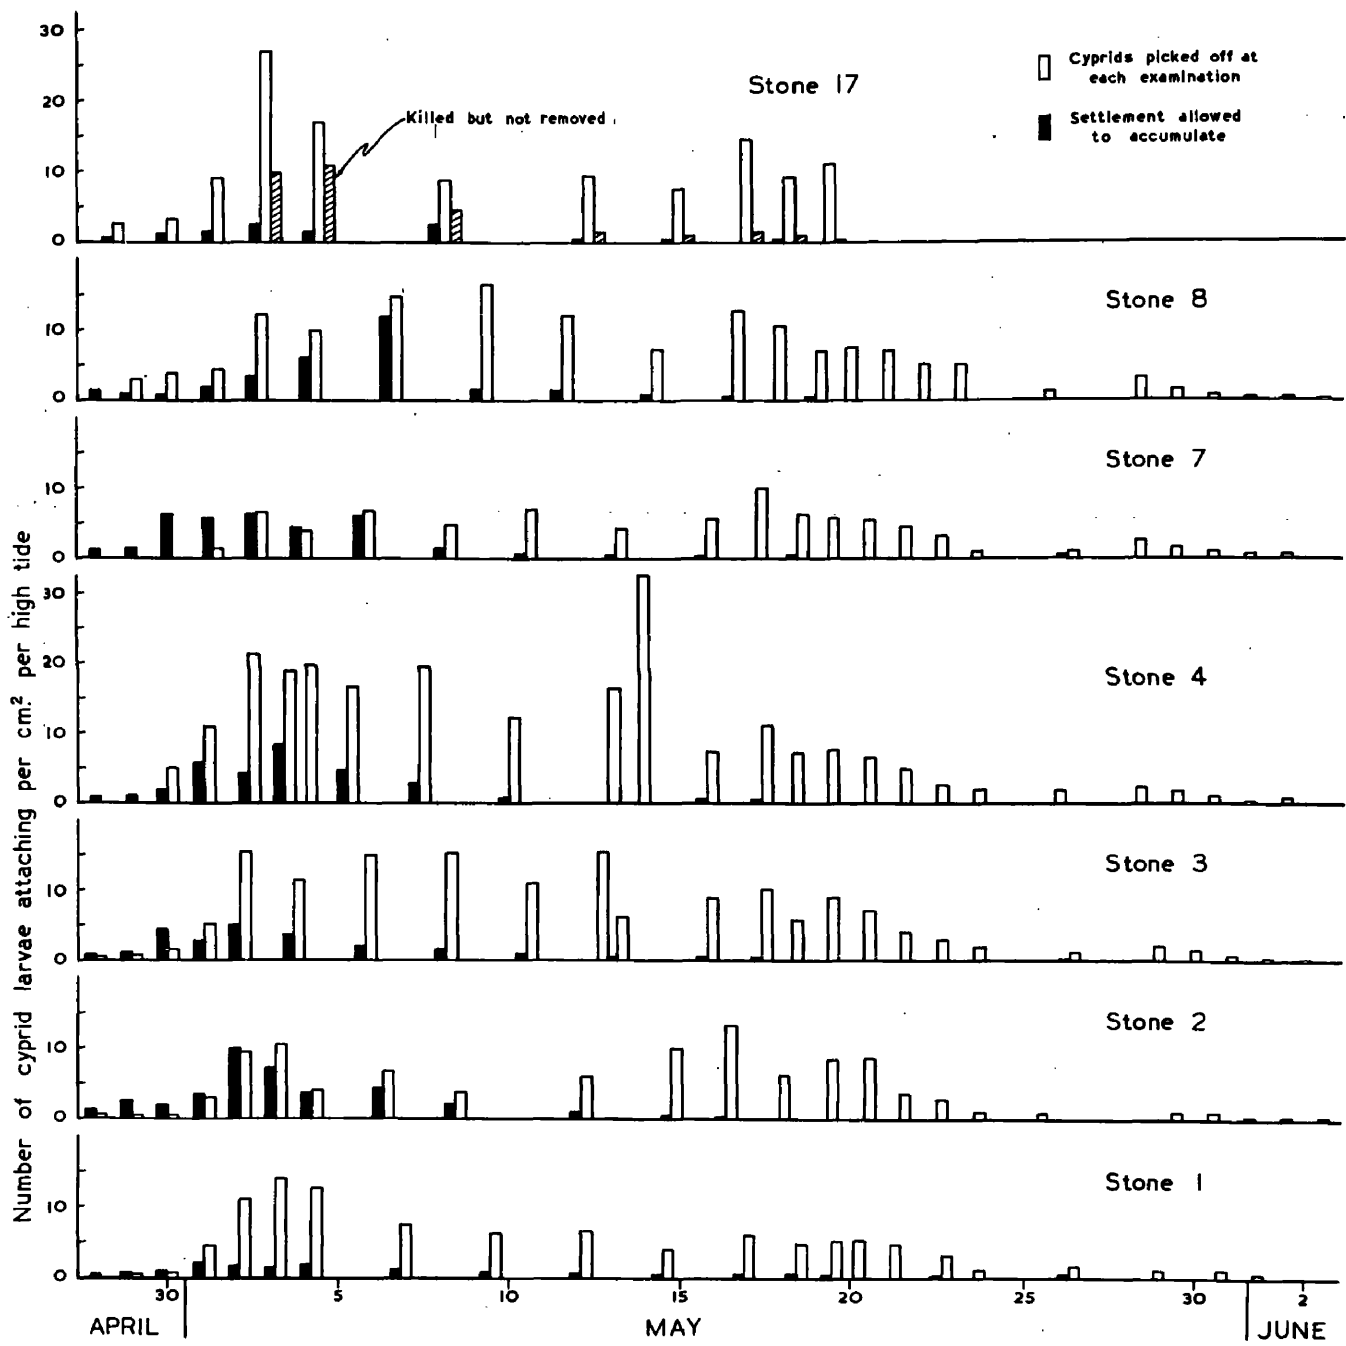 30
20
10
0
Killed but not removed
Stone 17
Cyprids picked off at
each examination
Settlement allowed
to accumulate
10
0
Stone 8
10
0
Stone 7
30
20
10
0
Stone 4
10
0
Stone 3
10
0
Stone 2
10
0
Stone 1
Number of cyprid larvae attaching per cm.² per high tide
30 5 10 15 20 25 30 2
APRIL MAY JUNE